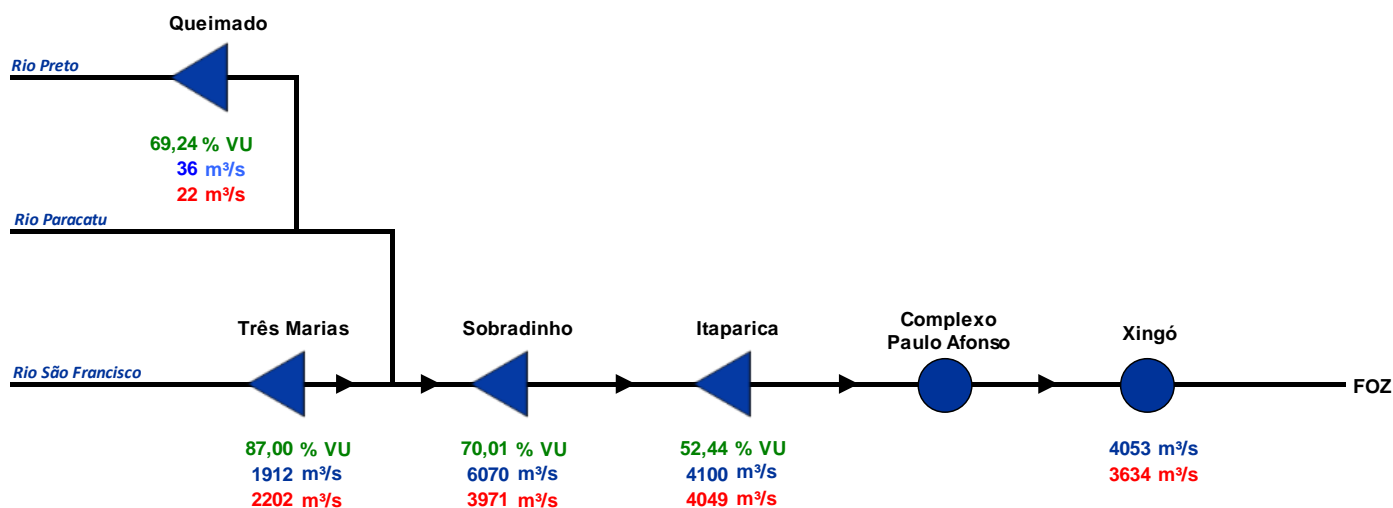 Queimado
Rio Preto
69,24 % VU
36 m³/s
22 m³/s
Rio Paracatu
Três Marias
Sobradinho
Itaparica
Complexo
Paulo Afonso
Xingó
Rio São Francisco
FOZ
87,00 % VU
1912 m³/s
2202 m³/s
70,01 % VU
6070 m³/s
3971 m³/s
52,44 % VU
4100 m³/s
4049 m³/s
4053 m³/s
3634 m³/s